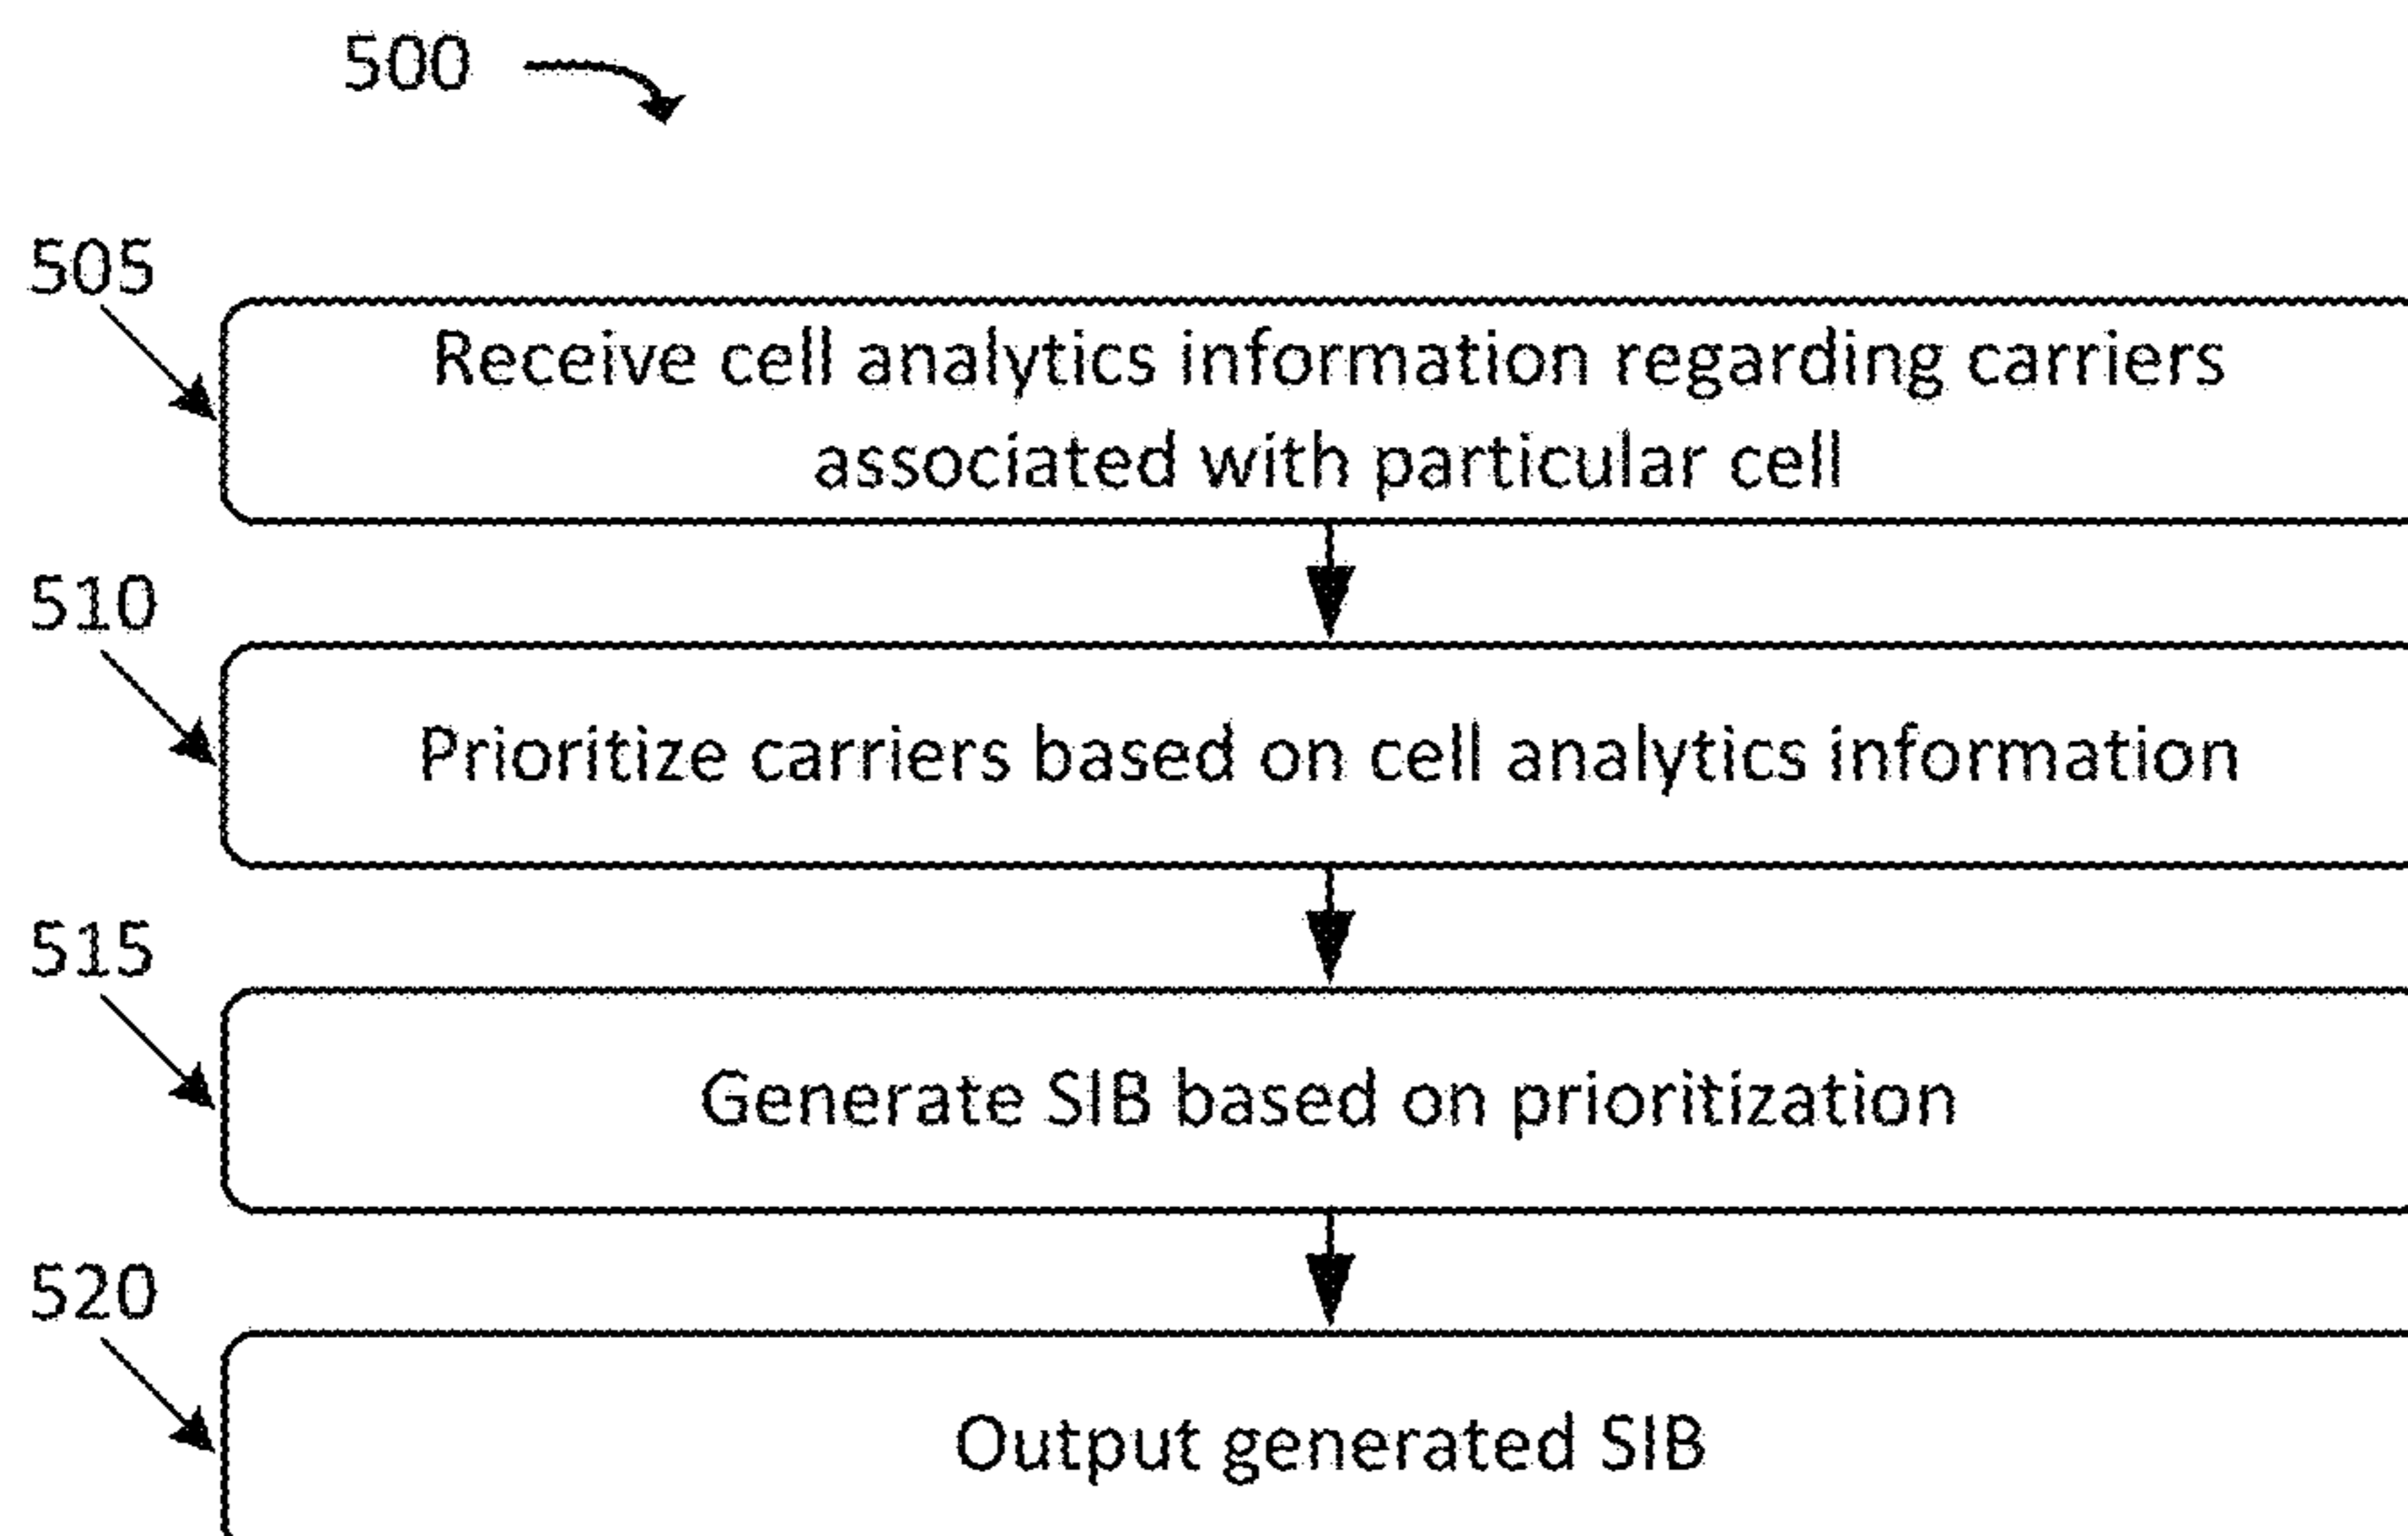 500
505
Receive cell analytics information regarding carriers
associated with particular cell
510
Prioritize carriers based on cell analytics information
515
Generate SIB based on prioritization
520
Output generated SIB